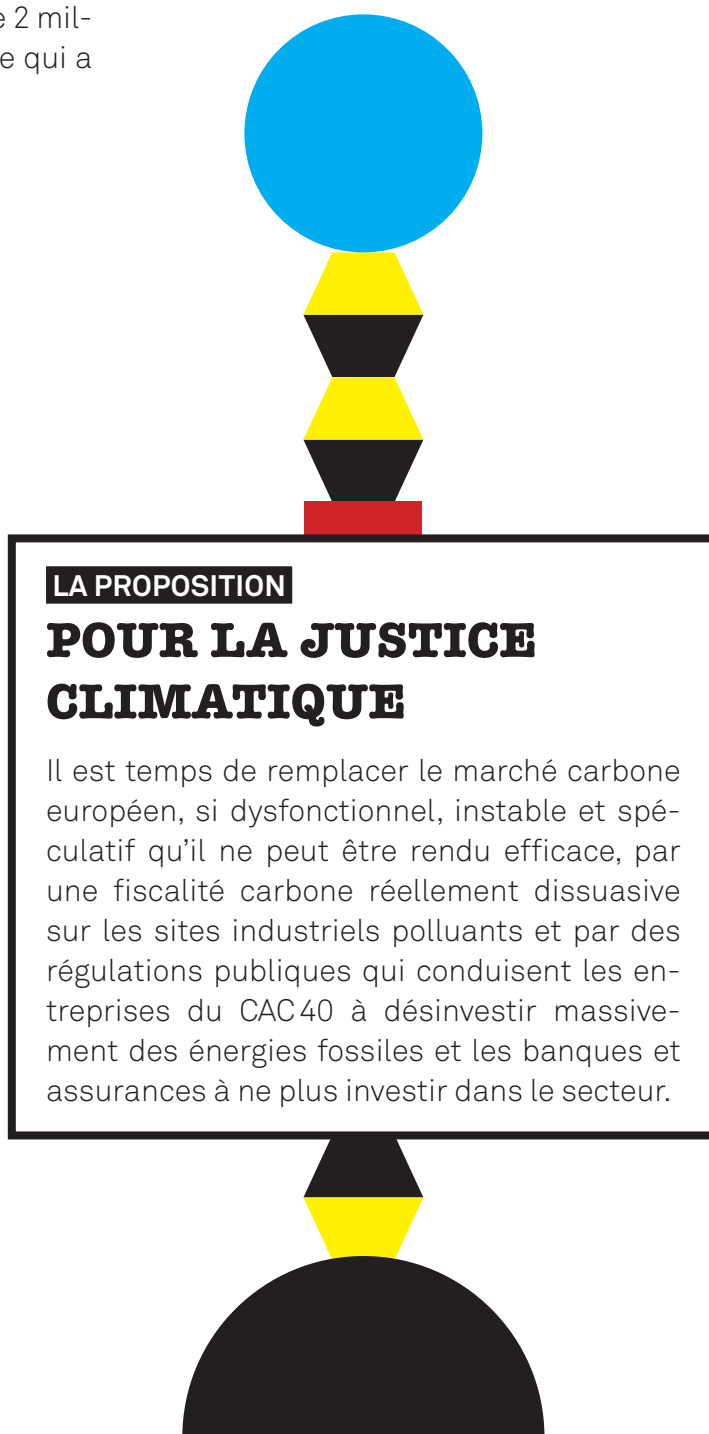 e 2 mil-
e qui a
LA PROPOSITION
POUR LA JUSTICE
CLIMATIQUE
Il est temps de remplacer le marché carbone
européen, si dysfonctionnel, instable et spé-
culatif qu’il ne peut être rendu efficace, par
une fiscalité carbone réellement dissuasive
sur les sites industriels polluants et par des
régulations publiques qui conduisent les en-
treprises du CAC 40 à désinvestir massive-
ment des énergies fossiles et les banques et
assurances à ne plus investir dans le secteur.